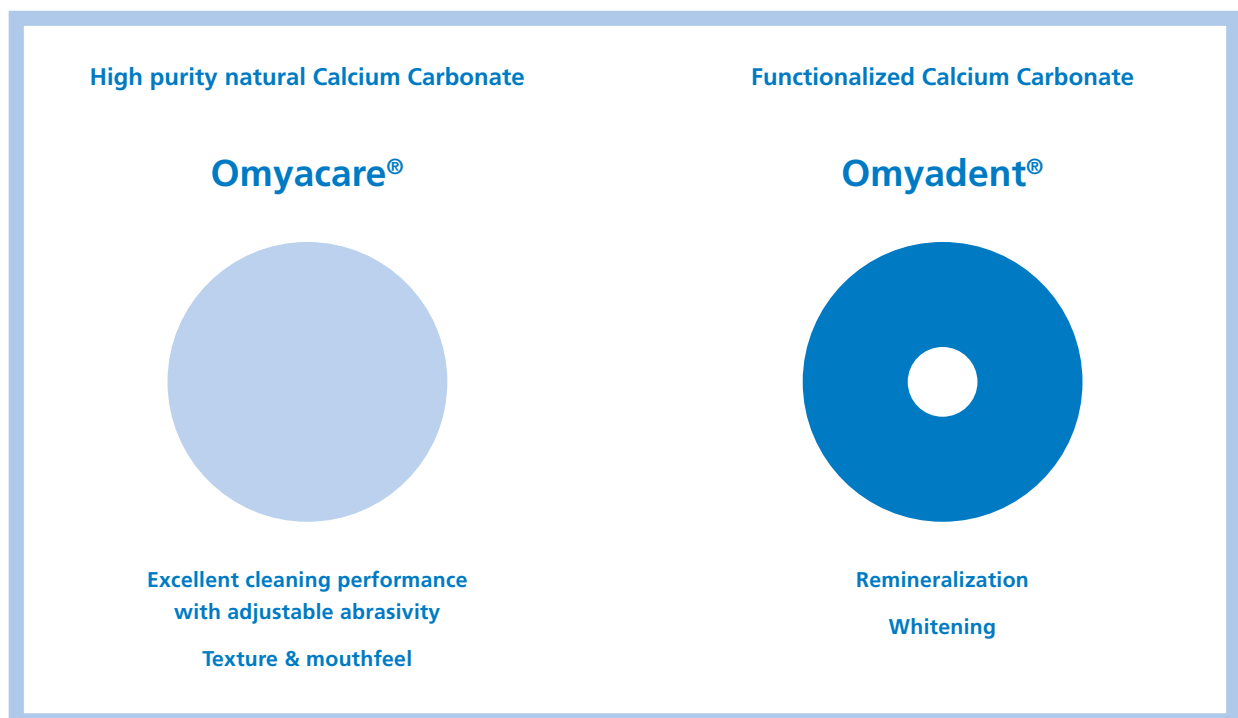 High purity natural Calcium Carbonate
Omyacare®
Excellent cleaning performance
with adjustable abrasivity
Texture & mouthfeel
Functionalized Calcium Carbonate
Omyadent®
Remineralization
Whitening